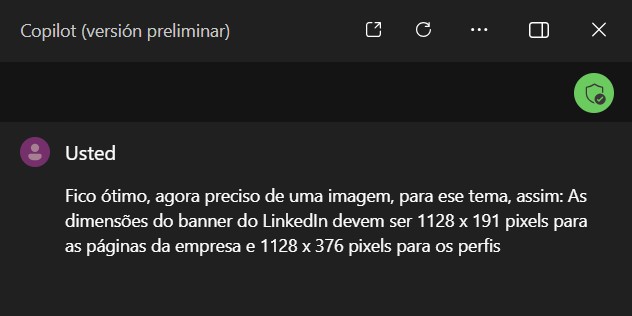 Copilot (versión preliminar)
Usted
Fico ótimo, agora preciso de uma imagem, para ese tema, assim: As
dimensões do banner do LinkedIn devem ser 1128 x 191 pixels para
as páginas da empresa e 1128 x 376 pixels para os perfis